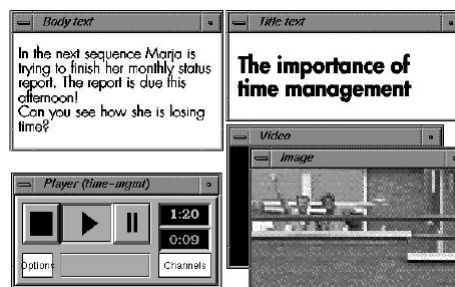 Body text
In the next sequence Marja is
trying to finish her monthly status
report. The report is due this
afternoon!
Can you see how she is losing
time?
Title text
The importance of
time management
Video
Image
Player (time-mgmt)
1:20
0:09
Options
Channels